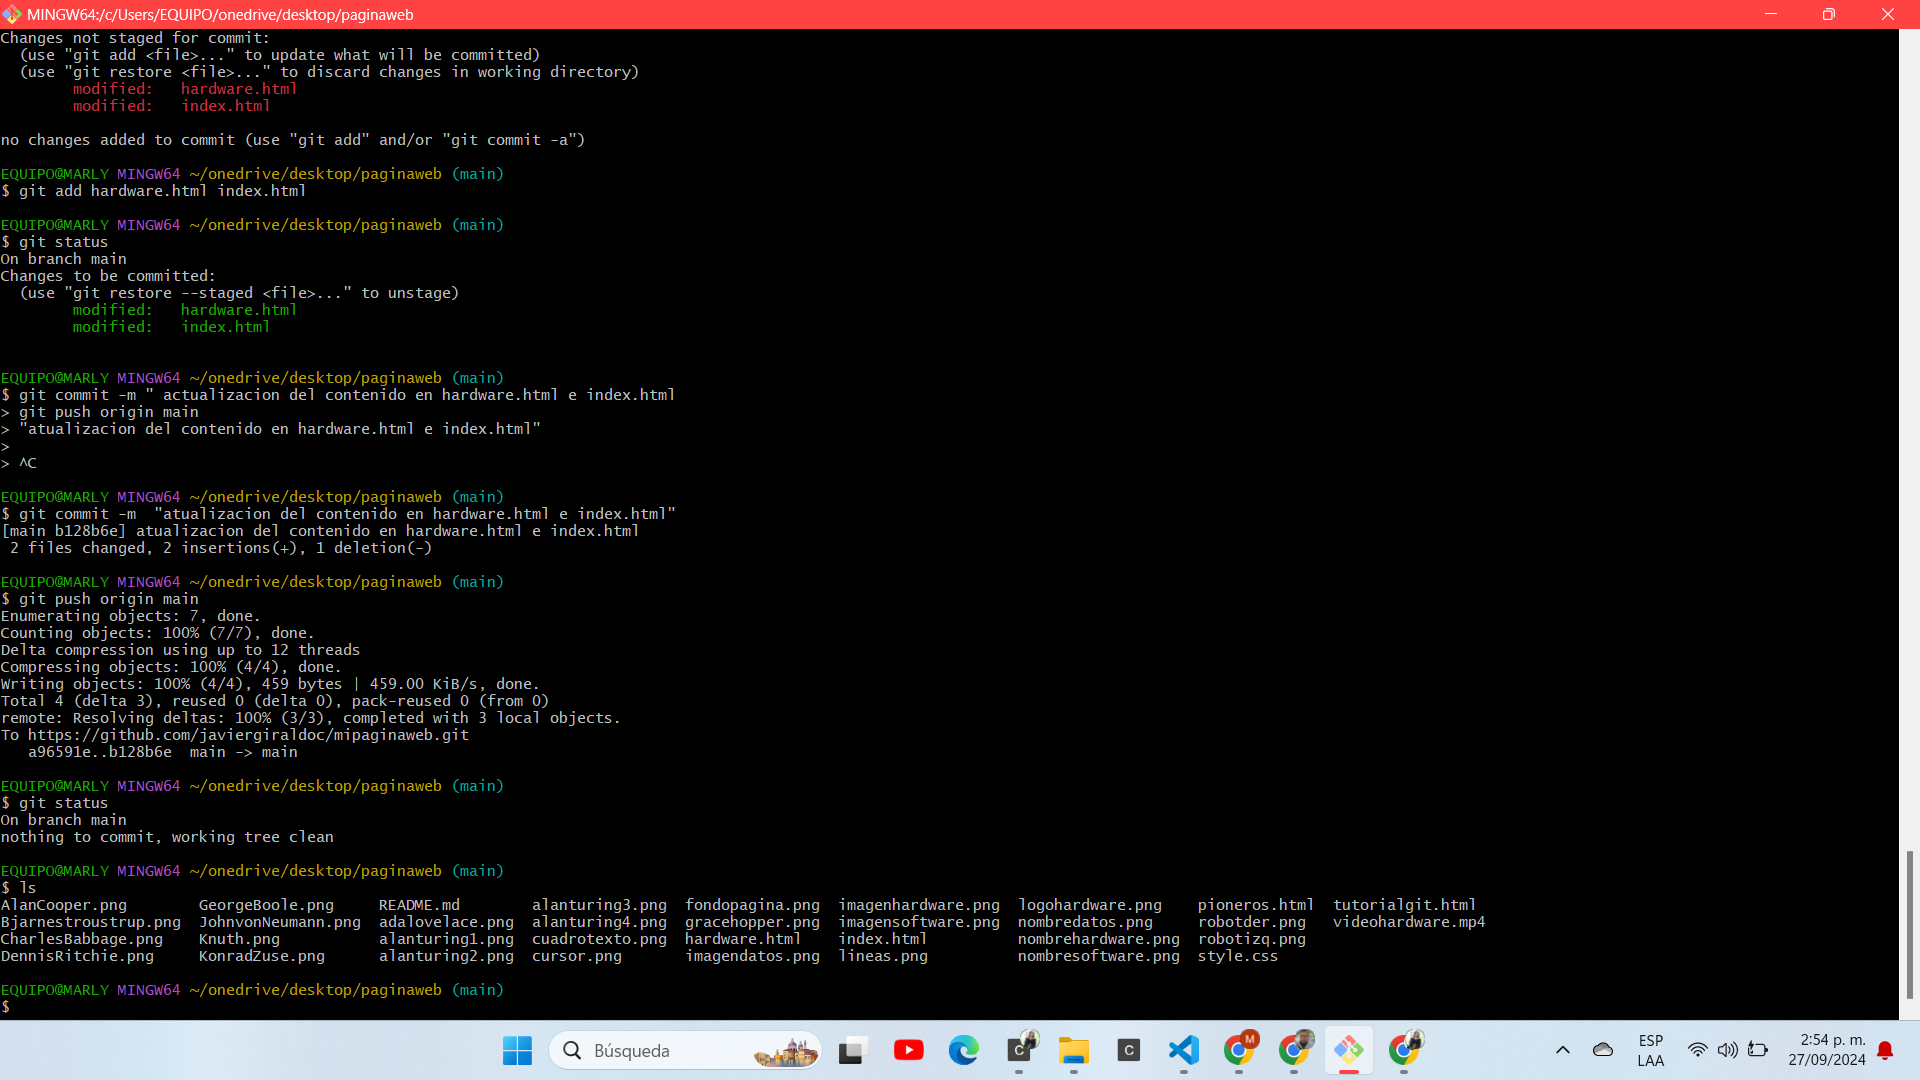 MINGW64:/c/Users/EQUIPO/onedrive/desktop/paginaweb
Changes not staged for commit:
  (use "git add <file>..." to update what will be committed)
  (use "git restore <file>..." to discard changes in working directory)
        modified:   hardware.html
        modified:   index.html

no changes added to commit (use "git add" and/or "git commit -a")

EQUIPO@MARLY MINGW64 ~/onedrive/desktop/paginaweb (main)
$ git add hardware.html index.html

EQUIPO@MARLY MINGW64 ~/onedrive/desktop/paginaweb (main)
$ git status
On branch main
Changes to be committed:
  (use "git restore --staged <file>..." to unstage)
        modified:   hardware.html
        modified:   index.html

EQUIPO@MARLY MINGW64 ~/onedrive/desktop/paginaweb (main)
$ git commit -m " actualizacion del contenido en hardware.html e index.html
> git push origin main
> "atualizacion del contenido en hardware.html e index.html"
>
> ^C

EQUIPO@MARLY MINGW64 ~/onedrive/desktop/paginaweb (main)
$ git commit -m  "atualizacion del contenido en hardware.html e index.html"
[main b128b6e] atualizacion del contenido en hardware.html e index.html
 2 files changed, 2 insertions(+), 1 deletion(-)

EQUIPO@MARLY MINGW64 ~/onedrive/desktop/paginaweb (main)
$ git push origin main
Enumerating objects: 7, done.
Counting objects: 100% (7/7), done.
Delta compression using up to 12 threads
Compressing objects: 100% (4/4), done.
Writing objects: 100% (4/4), 459 bytes | 459.00 KiB/s, done.
Total 4 (delta 3), reused 0 (delta 0), pack-reused 0 (from 0)
remote: Resolving deltas: 100% (3/3), completed with 3 local objects.
To https://github.com/javiergiraldoc/mipaginaweb.git
   a96591e..b128b6e  main -> main

EQUIPO@MARLY MINGW64 ~/onedrive/desktop/paginaweb (main)
$ git status
On branch main
nothing to commit, working tree clean

EQUIPO@MARLY MINGW64 ~/onedrive/desktop/paginaweb (main)
$ ls
AlanCooper.png        GeorgeBoole.png     README.md        alanturing3.png  fondopagina.png  imagenhardware.png  logohardware.png    pioneros.html  tutorialgit.html
Bjarnestroustrup.png  JohnvonNeumann.png  adalovelace.png  alanturing4.png  gracehopper.png  imagensoftware.png  nombredatos.png     robotder.png   videohardware.mp4
CharlesBabbage.png    Knuth.png           alanturing1.png  cuadrotexto.png  hardware.html    index.html          nombrehardware.png  robotizq.png
DennisRitchie.png     KonradZuse.png      alanturing2.png  cursor.png       imagendatos.png  lineas.png          nombresoftware.png  style.css

EQUIPO@MARLY MINGW64 ~/onedrive/desktop/paginaweb (main)
$
Búsqueda
C
C
M
ESP
LAA
2:54 p. m.
27/09/2024